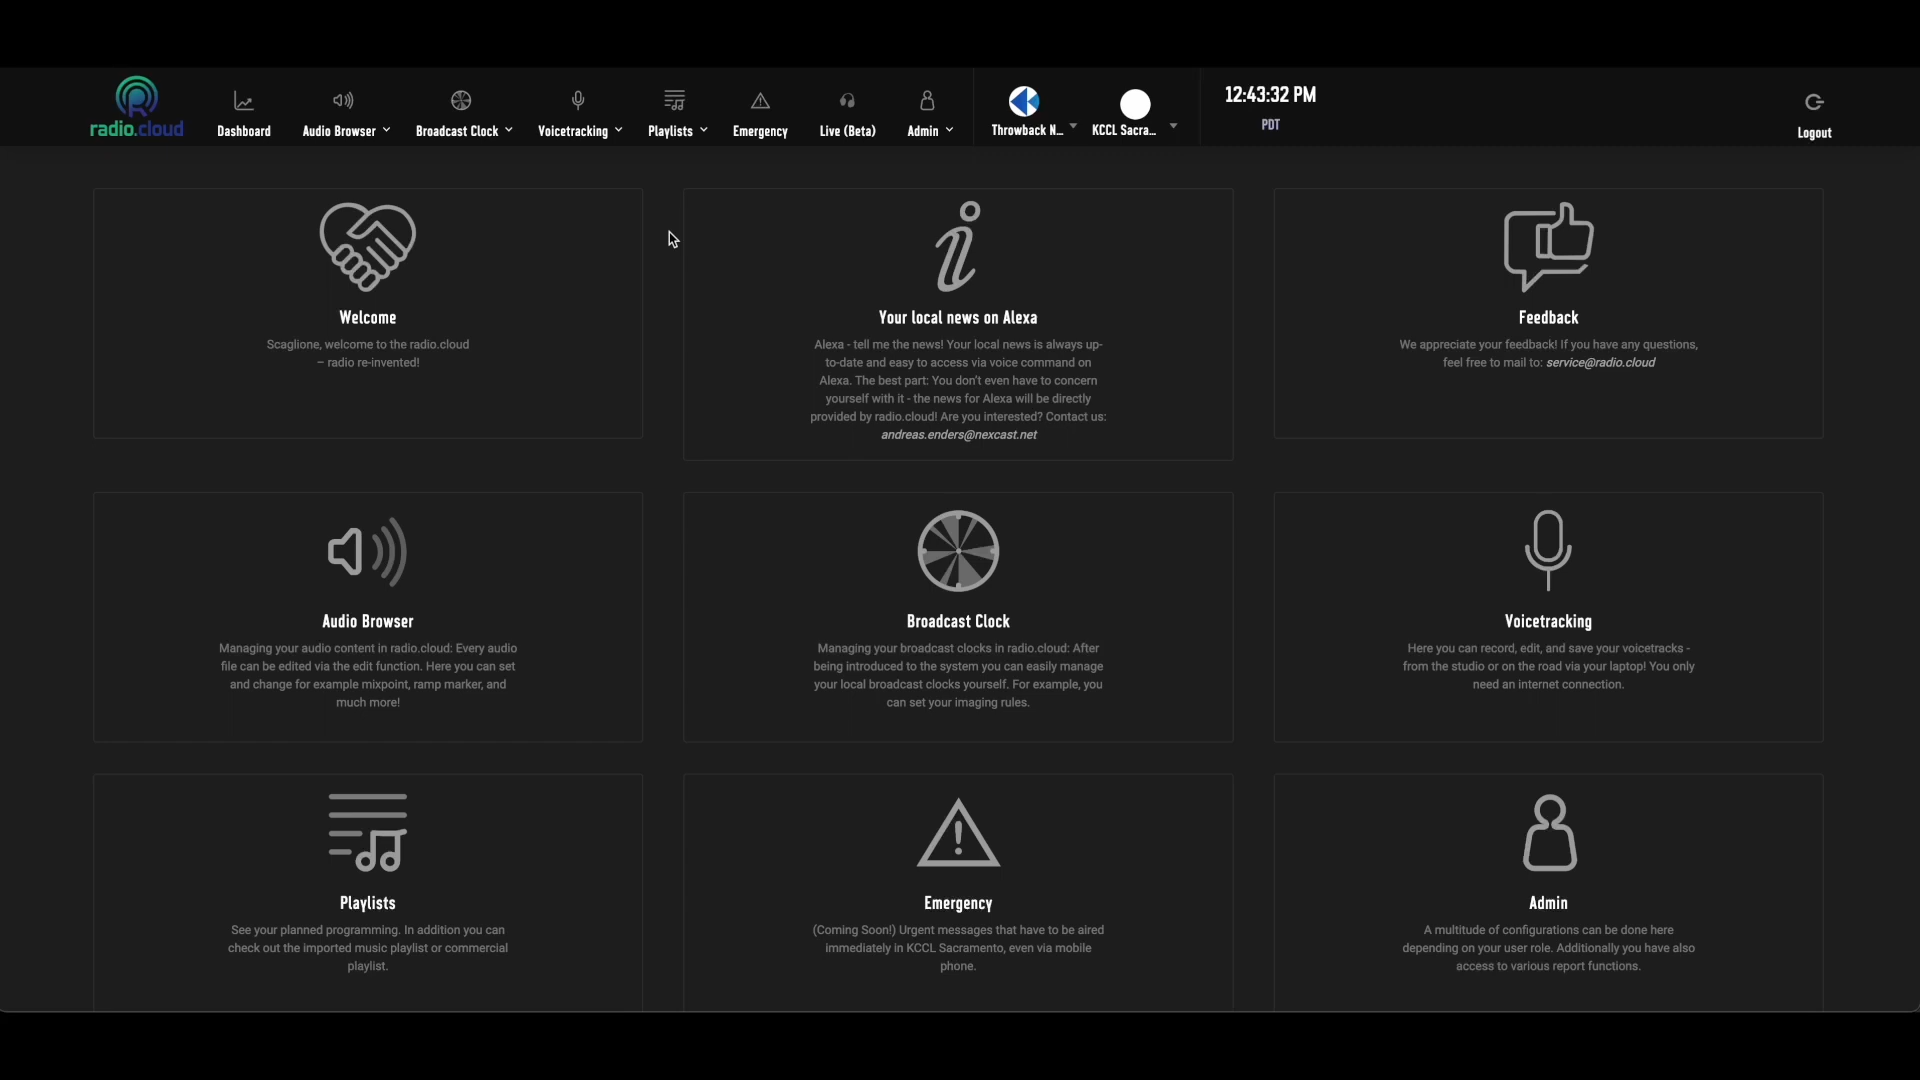 radio.cloud
Dashboard
Audio Browser
Broadcast Clock
Voicetracking
Playlists
Emergency
Live (Beta)
Admin
Throwback N...
KCCL Sacra...
12:43:32 PM
PDT
Logout
Welcome
Scaglione, welcome to the radio.cloud
– radio re-invented!
Your local news on Alexa
Alexa - tell me the news! Your local news is always up-
to-date and easy to access via voice command on
Alexa. The best part: You don't even have to concern
yourself with it - the news for Alexa will be directly
provided by radio.cloud! Are you interested? Contact us:
andreas.enders@nexcast.net
Feedback
We appreciate your feedback! If you have any questions,
feel free to mail to: service@radio.cloud
Audio Browser
Managing your audio content in radio.cloud: Every audio
file can be edited via the edit function. Here you can set
and change for example mixpoint, ramp marker, and
much more!
Broadcast Clock
Managing your broadcast clocks in radio.cloud: After
being introduced to the system you can easily manage
your local broadcast clocks yourself. For example, you
can set your imaging rules.
Voicetracking
Here you can record, edit, and save your voicetracks -
from the studio or on the road via your laptop! You only
need an internet connection.
Playlists
See your planned programming. In addition you can
check out the imported music playlist or commercial
playlist.
Emergency
(Coming Soon!) Urgent messages that have to be aired
immediately in KCCL Sacramento, even via mobile
phone.
Admin
A multitude of configurations can be done here
depending on your user role. Additionally you have also
access to various report functions.